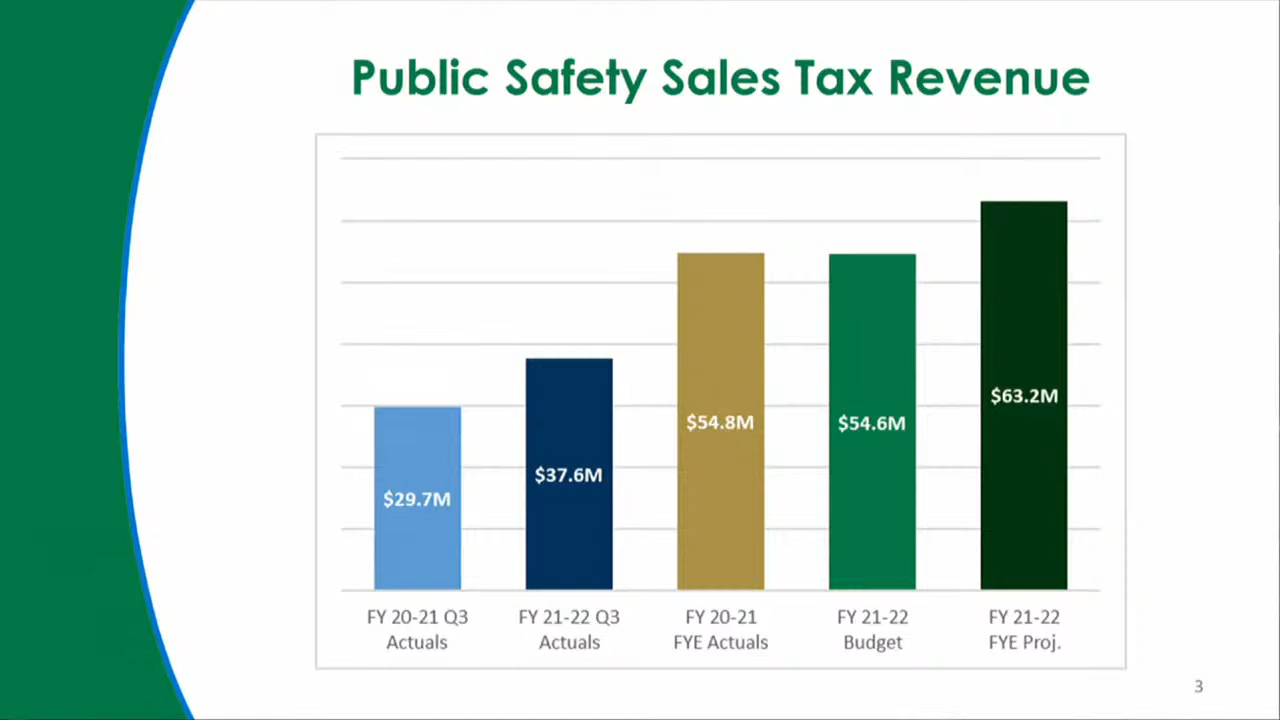 Public Safety Sales Tax Revenue
$29.7M
$37.6M
$54.8M
$54.6M
$63.2M
FY 20-21 Q3
Actuals
FY 21-22 Q3
Actuals
FY 20-21
FYE Actuals
FY 21-22
Budget
FY 21-22
FYE Proj.
3